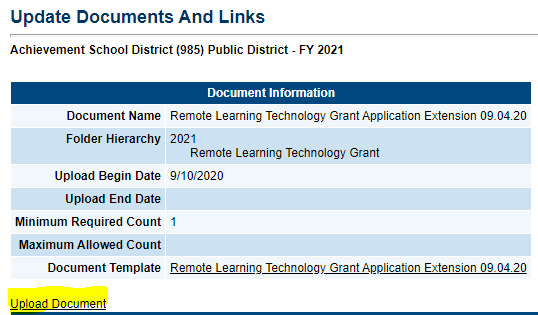 Update Documents And Links
Achievement School District (985) Public District - FY 2021
Document Information
Document Name Remote Learning Technology Grant Application Extension 09.04.20
Folder Hierarchy 2021
Remote Learning Technology Grant
Upload Begin Date 9/10/2020
Upload End Date
Minimum Required Count 1
Maximum Allowed Count
Document Template Remote Learning Technology Grant Application Extension 09.04.20
Upload Document